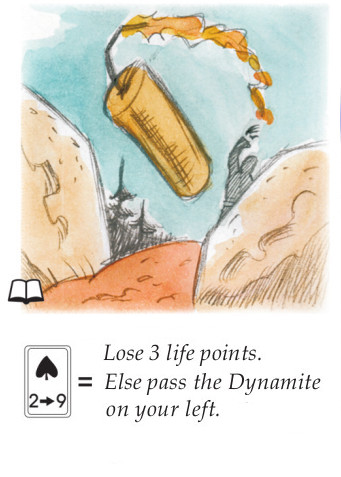 Lose 3 life points.
2➔9 = Else pass the Dynamite
on your left.